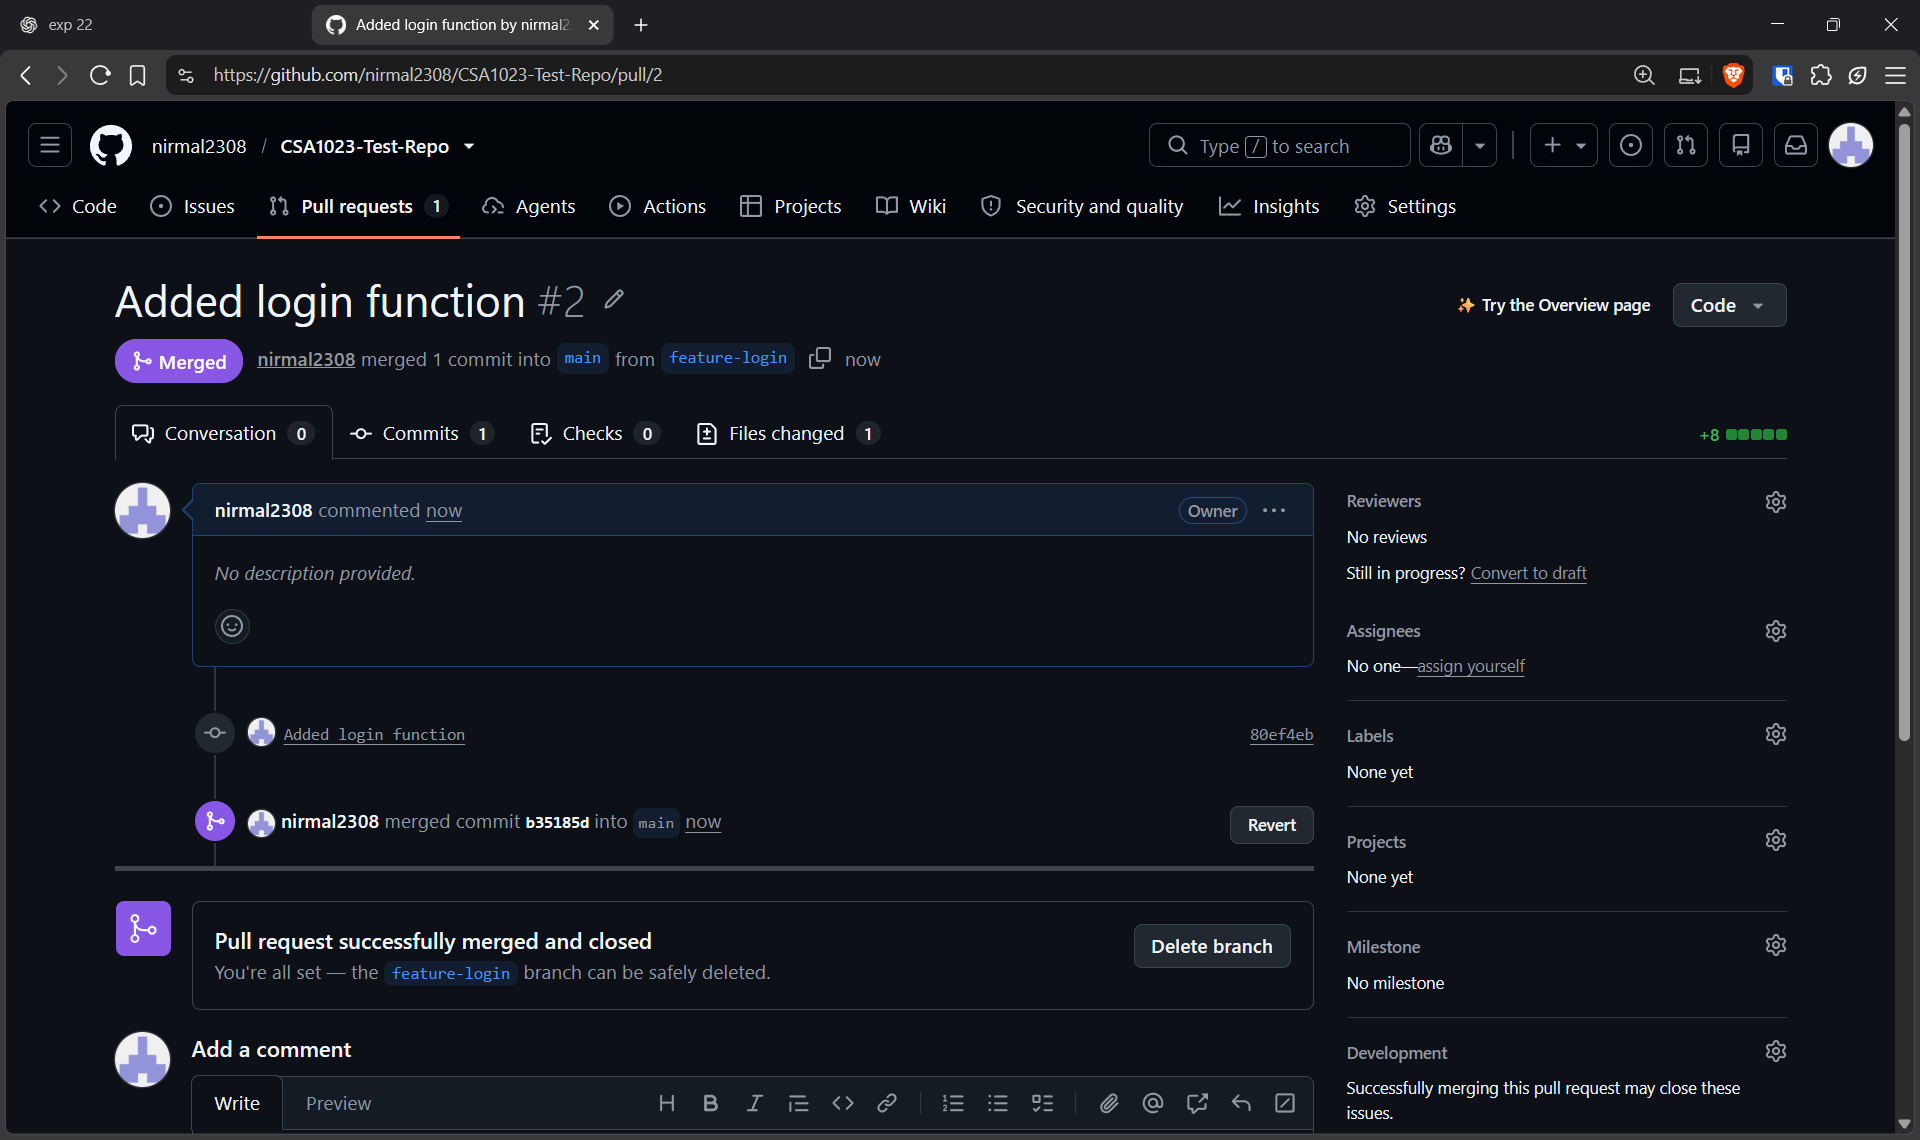 exp 22
Added login function by nirmal2
https://github.com/nirmal2308/CSA1023-Test-Repo/pull/2
nirmal2308 / CSA1023-Test-Repo
Type / to search
Code
Issues
Pull requests 1
Agents
Actions
Projects
Wiki
Security and quality
Insights
Settings
Added login function #2
Try the Overview page
Code
Merged
nirmal2308 merged 1 commit into main from feature-login now
Conversation 0
Commits 1
Checks 0
Files changed 1
+8
nirmal2308 commented now
Owner
No description provided.
Added login function
80ef4eb
nirmal2308 merged commit b35185d into main now
Revert
Pull request successfully merged and closed
You're all set — the feature-login branch can be safely deleted.
Delete branch
Add a comment
Write
Preview
Reviewers
No reviews
Still in progress? Convert to draft
Assignees
No one—assign yourself
Labels
None yet
Projects
None yet
Milestone
No milestone
Development
Successfully merging this pull request may close these
issues.